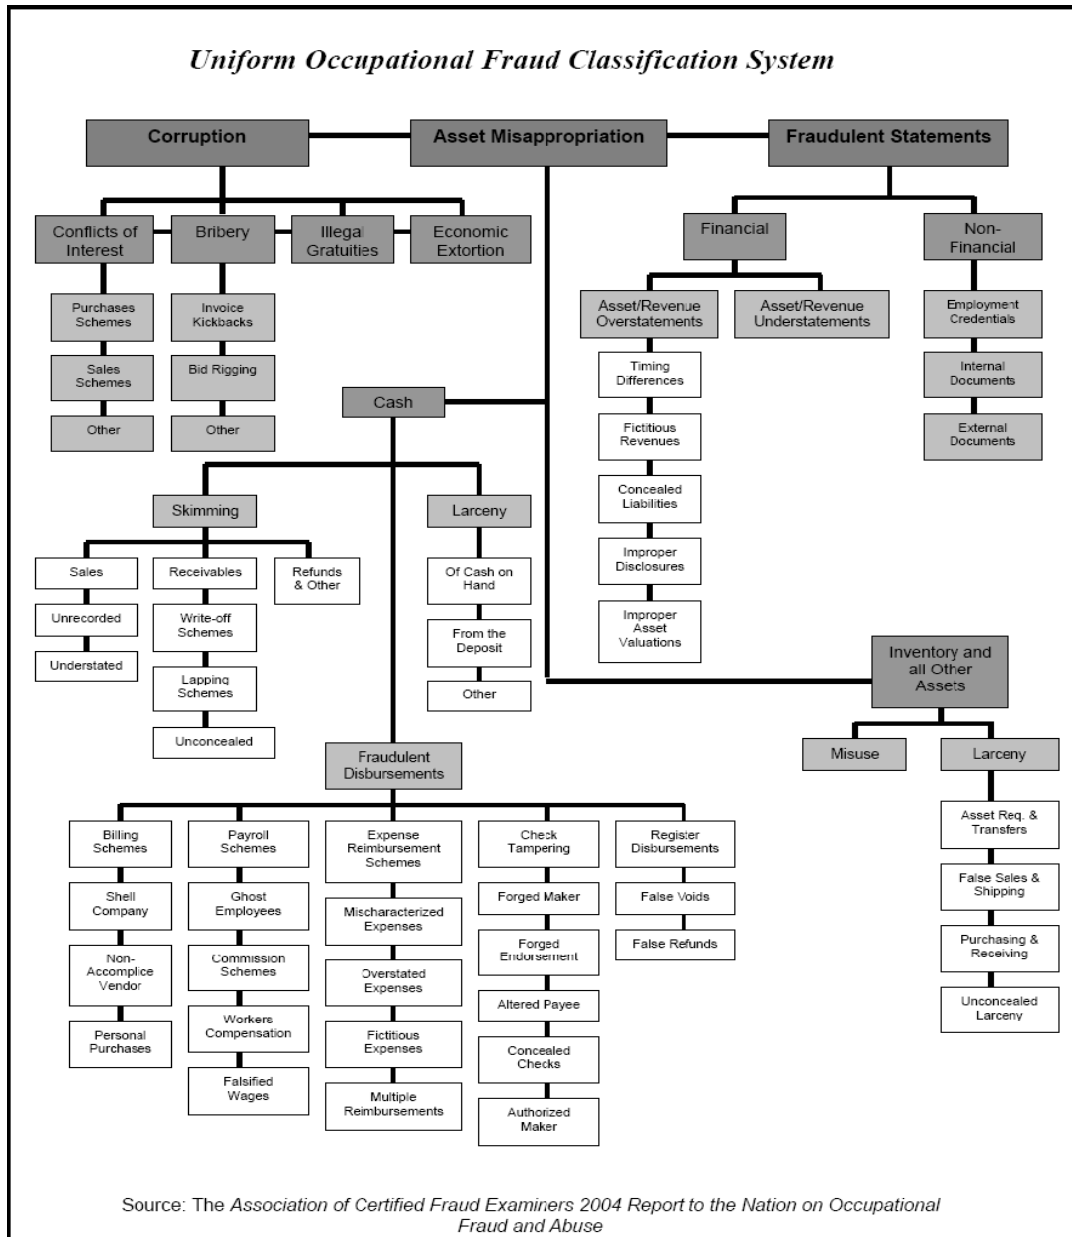 Uniform Occupational Fraud Classification System
Corruption
Asset Misappropriation
Fraudulent Statements
Conflicts of
Interest
Bribery
Illegal
Gratuities
Economic
Extortion
Financial
Non-
Financial
Purchases
Schemes
Sales
Schemes
Other
Invoice
Kickbacks
Bid Rigging
Other
Asset/Revenue
Overstatements
Asset/Revenue
Understatements
Employment
Credentials
Internal
Documents
External
Documents
Timing
Differences
Fictitious
Revenues
Concealed
Liabilities
Improper
Disclosures
Improper
Asset
Valuations
Cash
Skimming
Larceny
Sales
Unrecorded
Understated
Receivables
Write-off
Schemes
Lapping
Schemes
Unconcealed
Refunds
& Other
Of Cash on
Hand
From the
Deposit
Other
Inventory and
all Other
Assets
Misuse
Larceny
Asset Req. &
Transfers
False Sales &
Shipping
Purchasing &
Receiving
Unconcealed
Larceny
Fraudulent
Disbursements
Billing
Schemes
Shell
Company
Non-
Accomplice
Vendor
Personal
Purchases
Payroll
Schemes
Ghost
Employees
Commission
Schemes
Workers
Compensation
Falsified
Wages
Expense
Reimbursement
Schemes
Mischaracterized
Expenses
Overstated
Expenses
Fictitious
Expenses
Multiple
Reimbursements
Check
Tampering
Forged Maker
Forged
Endorsement
Altered Payee
Concealed
Checks
Authorized
Maker
Register
Disbursements
False Voids
False Refunds
Source: The Association of Certified Fraud Examiners 2004 Report to the Nation on Occupational
Fraud and Abuse